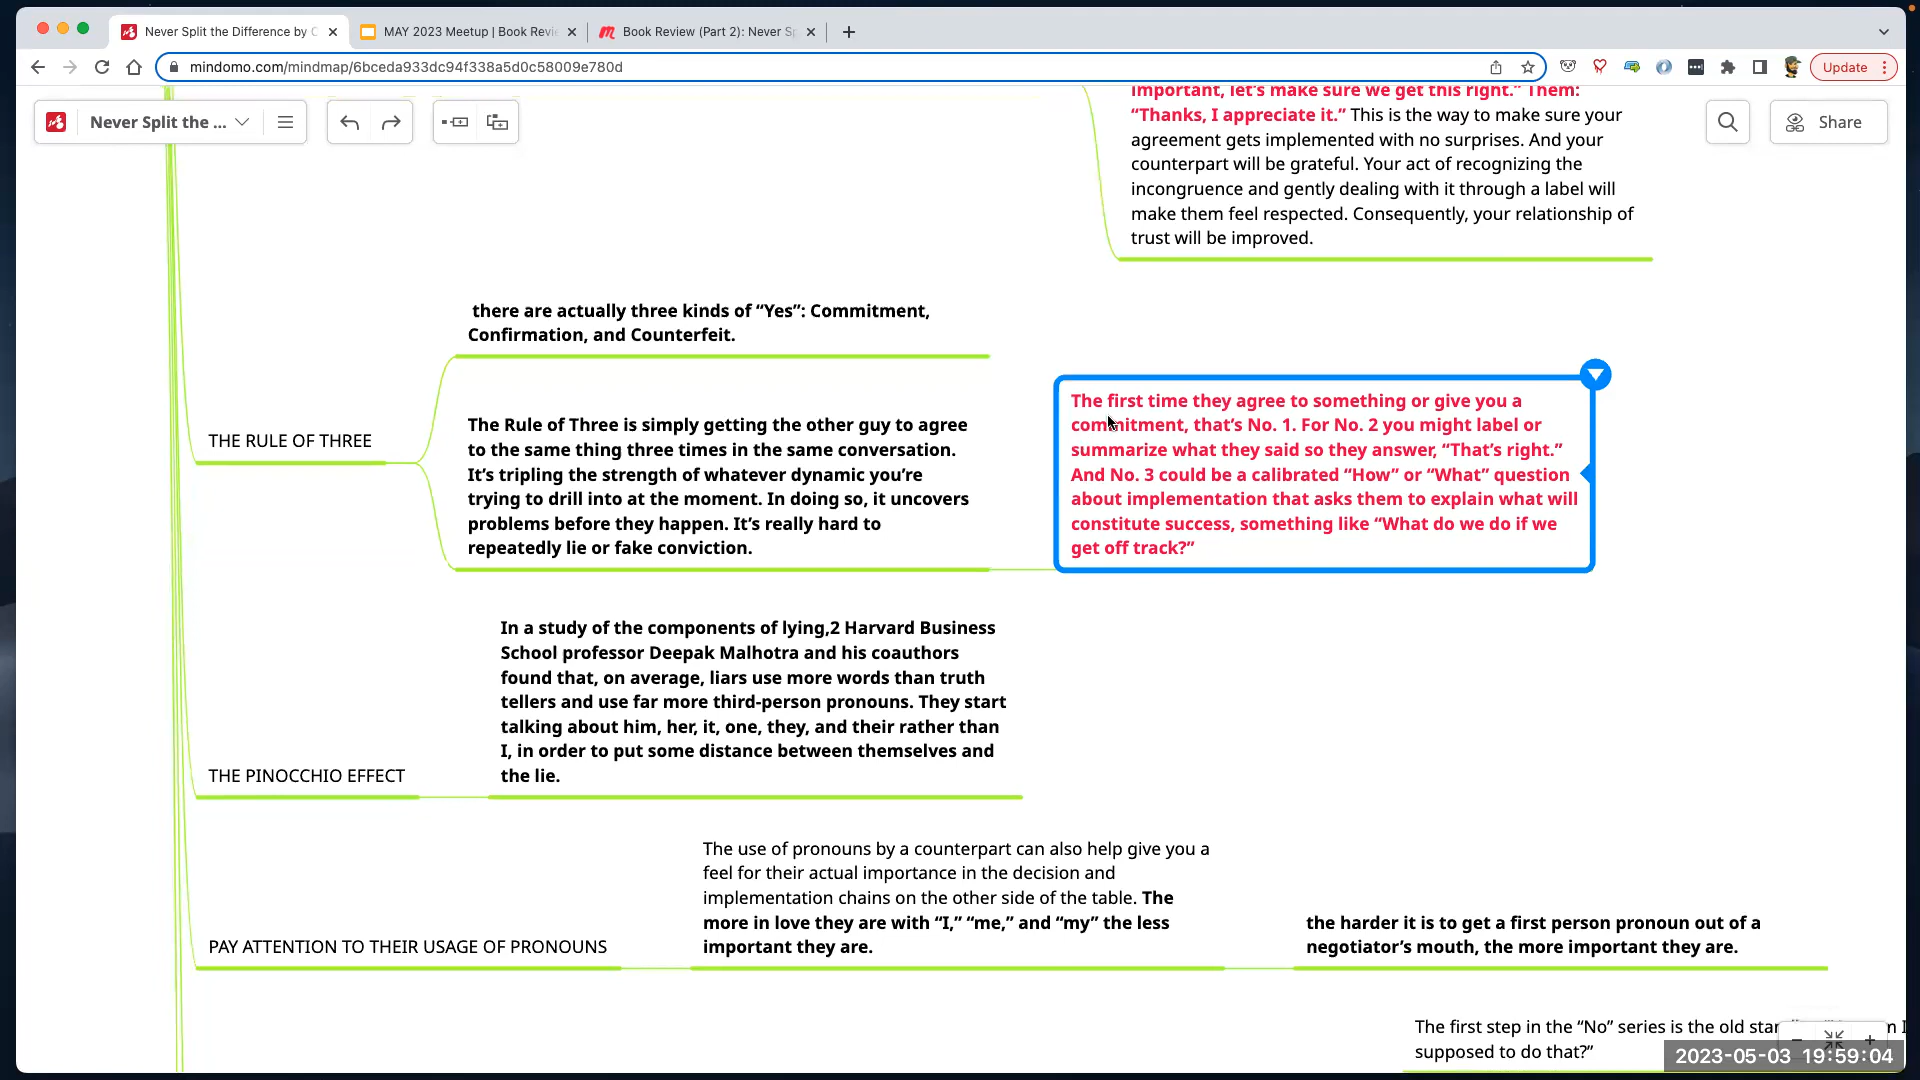 Never Split the Difference by C
MAY 2023 Meetup | Book Revie
Book Review (Part 2): Never Sp
mindomo.com/mindmap/6bceda933dc94f338a5d0c58009e780d
Update
Never Split the ...
Share
important, let's make sure we get this right.” Them:
“Thanks, I appreciate it.” This is the way to make sure your
agreement gets implemented with no surprises. And your
counterpart will be grateful. Your act of recognizing the
incongruence and gently dealing with it through a label will
make them feel respected. Consequently, your relationship of
trust will be improved.
there are actually three kinds of “Yes”: Commitment,
Confirmation, and Counterfeit.
THE RULE OF THREE
The Rule of Three is simply getting the other guy to agree
to the same thing three times in the same conversation.
It’s tripling the strength of whatever dynamic you’re
trying to drill into at the moment. In doing so, it uncovers
problems before they happen. It’s really hard to
repeatedly lie or fake conviction.
The first time they agree to something or give you a
commitment, that’s No. 1. For No. 2 you might label or
summarize what they said so they answer, “That’s right.”
And No. 3 could be a calibrated “How” or “What” question
about implementation that asks them to explain what will
constitute success, something like “What do we do if we
get off track?”
In a study of the components of lying,2 Harvard Business
School professor Deepak Malhotra and his coauthors
found that, on average, liars use more words than truth
tellers and use far more third-person pronouns. They start
talking about him, her, it, one, they, and their rather than
I, in order to put some distance between themselves and
the lie.
THE PINOCCHIO EFFECT
The use of pronouns by a counterpart can also help give you a
feel for their actual importance in the decision and
implementation chains on the other side of the table. The
more in love they are with “I,” “me,” and “my” the less
important they are.
PAY ATTENTION TO THEIR USAGE OF PRONOUNS
the harder it is to get a first person pronoun out of a
negotiator’s mouth, the more important they are.
The first step in the “No” series is the old
supposed to do that?”
2023-05-03 19:59:04